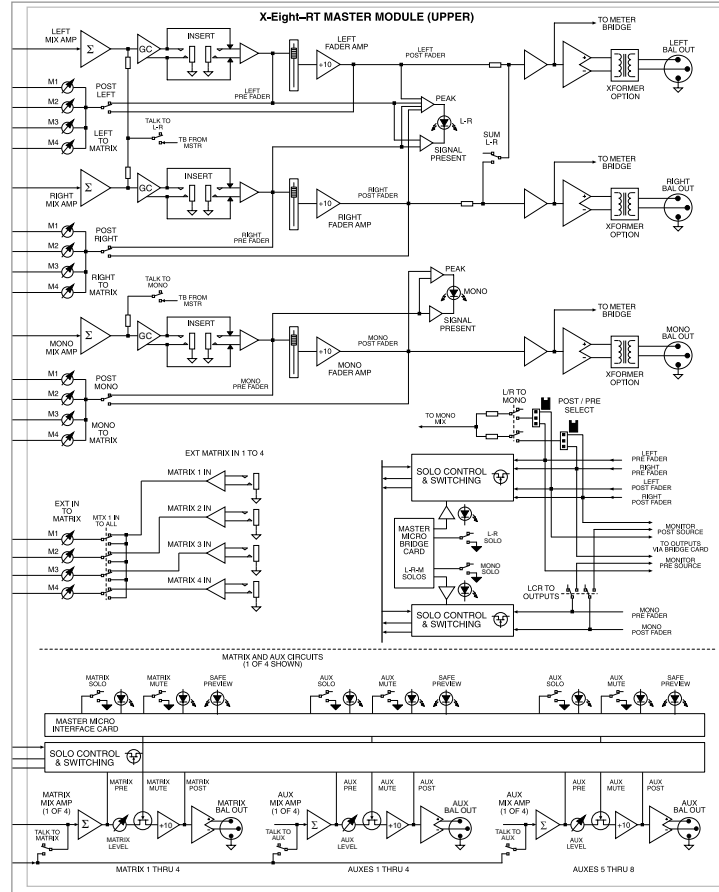 X-Eight–RT MASTER MODULE (UPPER)
LEFT
MIX AMP
Σ
GC
INSERT
LEFT
FADER AMP
+10
LEFT
POST FADER
TO METER
BRIDGE
LEFT
BAL OUT
XFORMER
OPTION
M1
M2
M3
M4
POST
LEFT
LEFT
TO
MATRIX
LEFT
PRE FADER
TALK TO
L-R
TB FROM
MSTR
PEAK
L-R
SIGNAL
PRESENT
SUM
L-R
RIGHT
MIX AMP
Σ
GC
INSERT
+10
RIGHT
FADER AMP
RIGHT
POST FADER
TO METER
BRIDGE
RIGHT
BAL OUT
XFORMER
OPTION
M1
M2
M3
M4
POST
RIGHT
RIGHT
TO
MATRIX
RIGHT
PRE FADER
TALK TO
MONO
TB FROM
MSTR
PEAK
MONO
SIGNAL
PRESENT
MONO
MIX AMP
Σ
GC
INSERT
+10
MONO
FADER AMP
MONO
POST FADER
TO METER
BRIDGE
MONO
BAL OUT
XFORMER
OPTION
M1
M2
M3
M4
POST
MONO
MONO
TO
MATRIX
MONO
PRE FADER
L/R TO
MONO
POST / PRE
SELECT
TO MONO
MIX
EXT MATRIX IN 1 TO 4
MATRIX 1 IN
MATRIX 2 IN
MATRIX 3 IN
MATRIX 4 IN
EXT IN
TO
MATRIX
MTX 1 IN
TO ALL
M1
M2
M3
M4
SOLO CONTROL
& SWITCHING
LEFT
PRE FADER
RIGHT
PRE FADER
LEFT
POST FADER
RIGHT
POST FADER
MASTER
MICRO
BRIDGE
CARD
L-R-M
SOLOS
L-R
SOLO
MONO
SOLO
MONITOR
POST SOURCE
TO OUTPUTS
VIA BRIDGE CARD
MONITOR
PRE SOURCE
LCR TO
OUTPUTS
SOLO CONTROL
& SWITCHING
MONO
PRE FADER
MONO
POST FADER
MATRIX AND AUX CIRCUITS
(1 OF 4 SHOWN)
MATRIX
SOLO
MATRIX
MUTE
SAFE
PREVIEW
AUX
SOLO
AUX
MUTE
SAFE
PREVIEW
AUX
SOLO
AUX
MUTE
SAFE
PREVIEW
MASTER MICRO
INTERFACE CARD
SOLO CONTROL
& SWITCHING
MATRIX
MIX AMP
(1 OF 4)
Σ
MATRIX
PRE
MATRIX
MUTE
MATRIX
POST
MATRIX
BAL OUT
TALK TO
MATRIX
MATRIX
LEVEL
+10
MATRIX 1 THRU 4
AUX
MIX AMP
(1 OF 4)
Σ
AUX
PRE
AUX
MUTE
AUX
POST
AUX
BAL OUT
TALK TO
AUX
AUX
LEVEL
+10
AUXES 1 THRU 4
AUX
MIX AMP
(1 OF 4)
Σ
AUX
PRE
AUX
MUTE
AUX
POST
AUX
BAL OUT
TALK TO
AUX
AUX
LEVEL
+10
AUXES 5 THRU 8